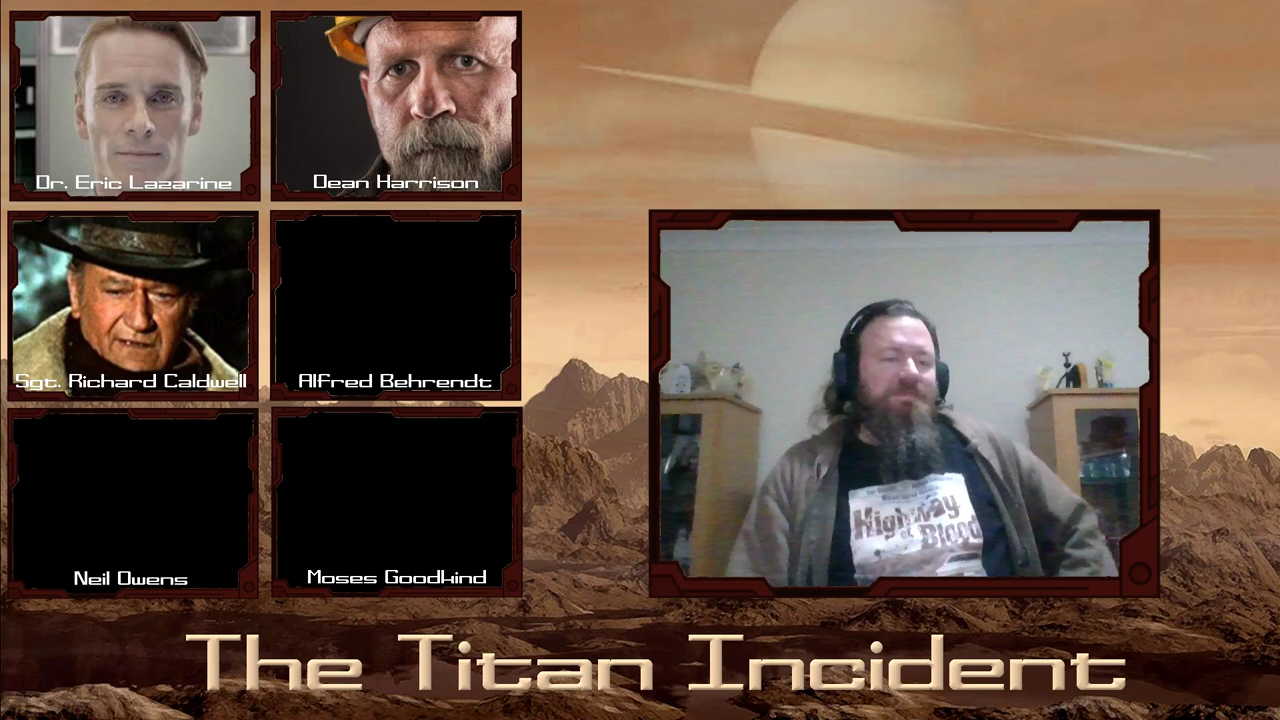 Dr. Eric Lazarine
Dean Harrison
Sgt. Richard Caldwell
Alfred Behrendt
Neil Owens
Moses Goodkind
Highway
Blood
The Titan Incident